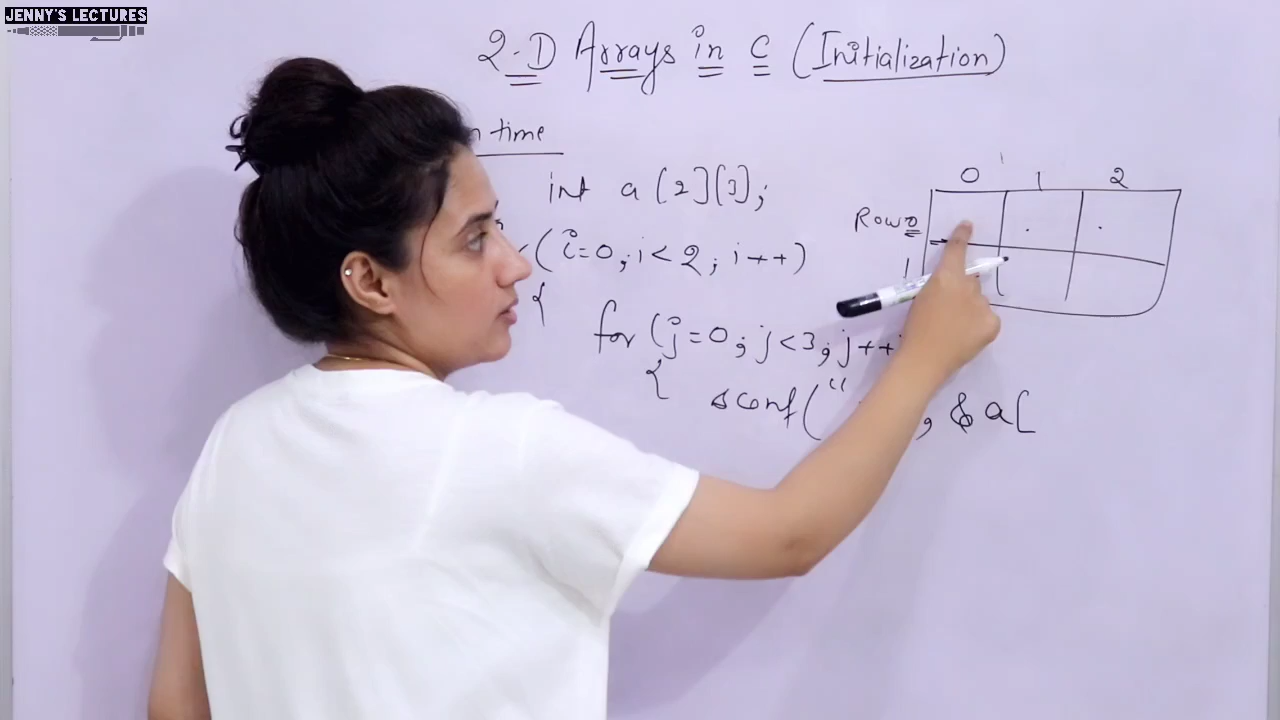 JENNY'S LECTURES
2-D Arrays in C (Initialization)
time
int a[2][3];
(i=0; i<2; i++)
{
for (j=0; j<3; j++
{
scanf(" , &a[
0 1 2
Row 0
1